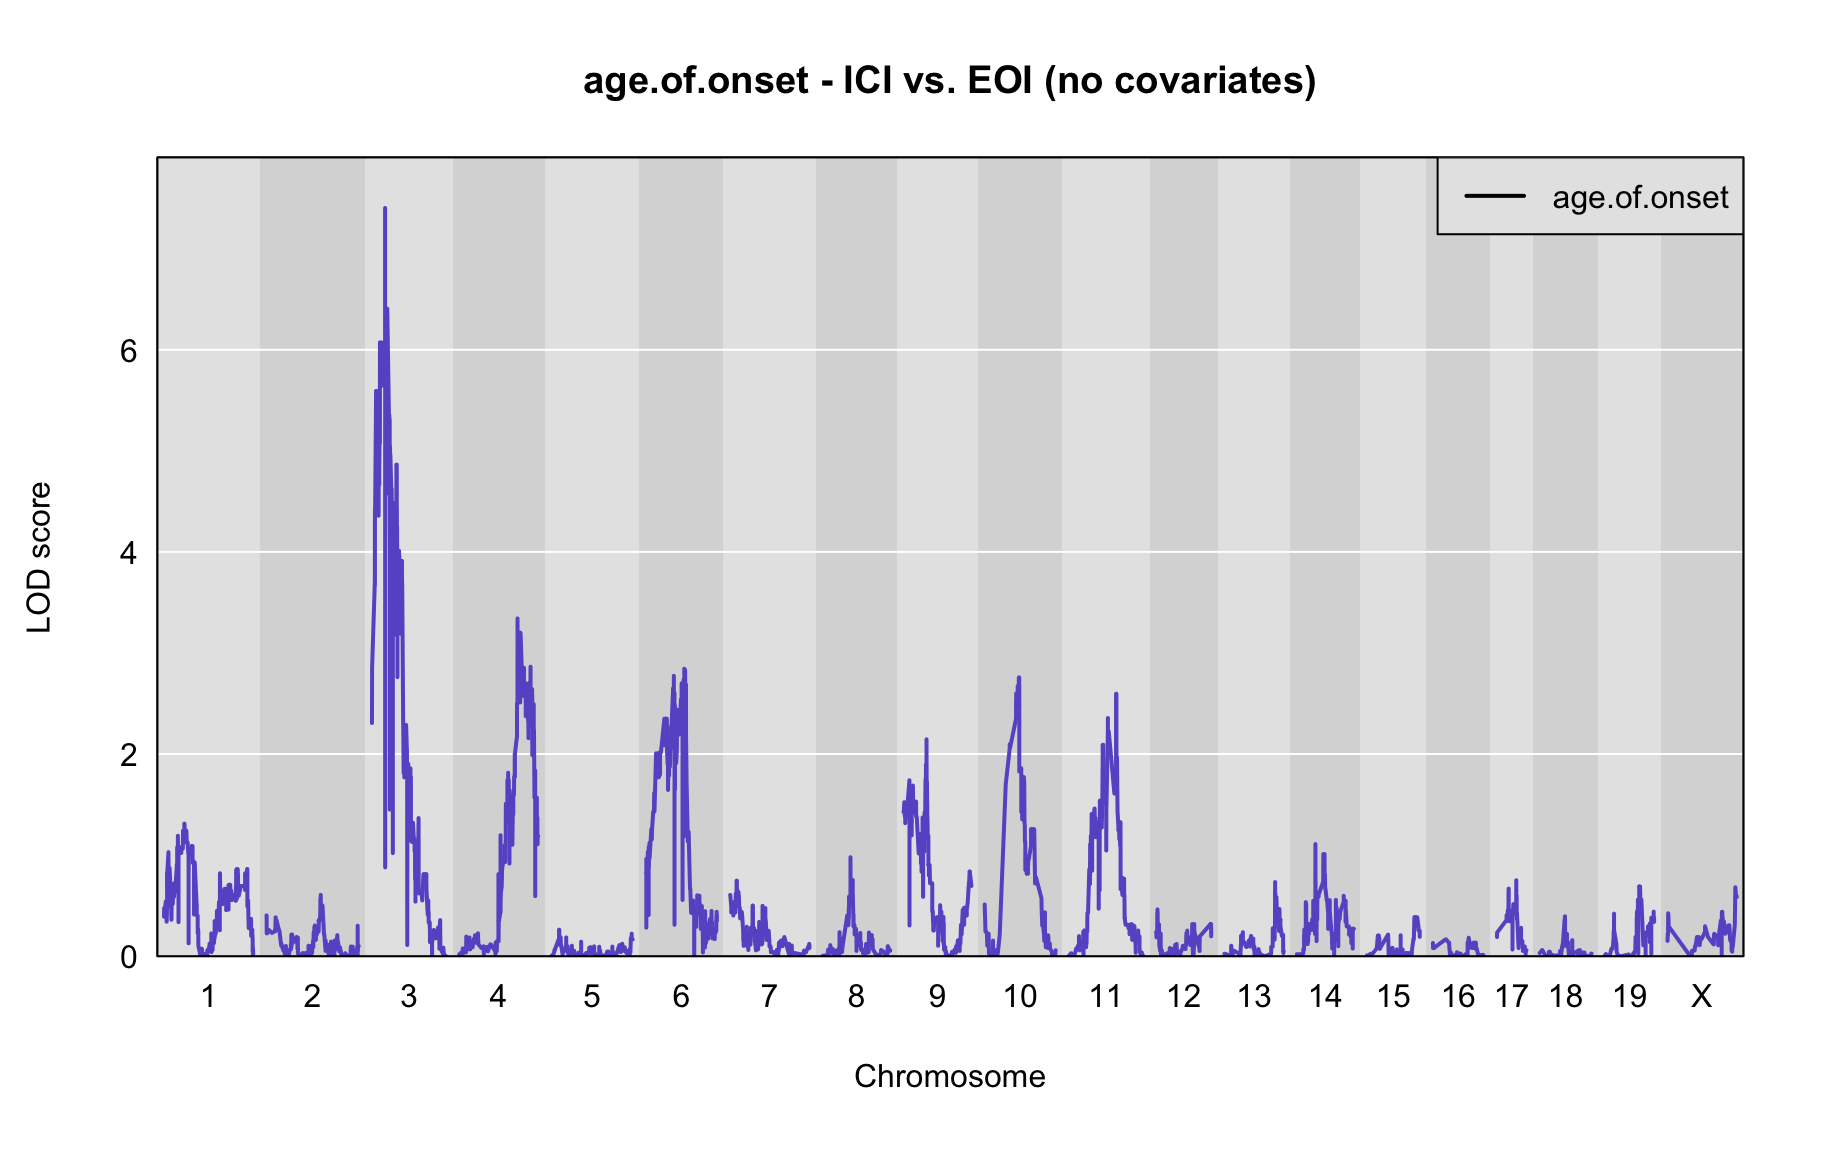 age.of.onset - ICI vs. EOI (no covariates)
age.of.onset
LOD score
6
4
2
0
1 2 3 4 5 6 7 8 9 10 11 12 13 14 15 16 17 18 19 X
Chromosome